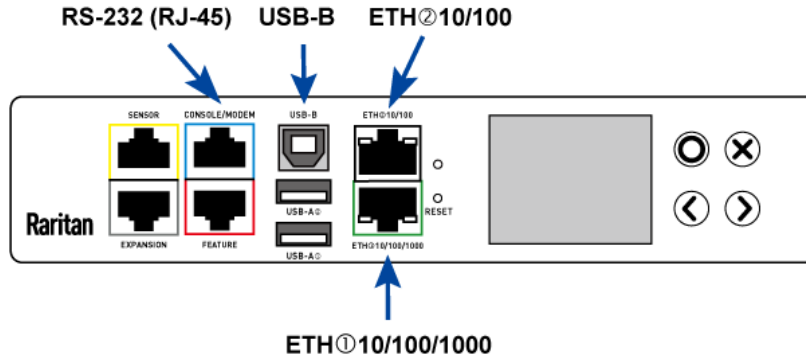 RS-232 (RJ-45) USB-B ETH②10/100
SENSOR CONSOLE/MODEM USB-B ETH②10/100
USB-A②
RESET
Raritan
EXPANSION FEATURE USB-A① ETH①10/100/1000
ETH①10/100/1000